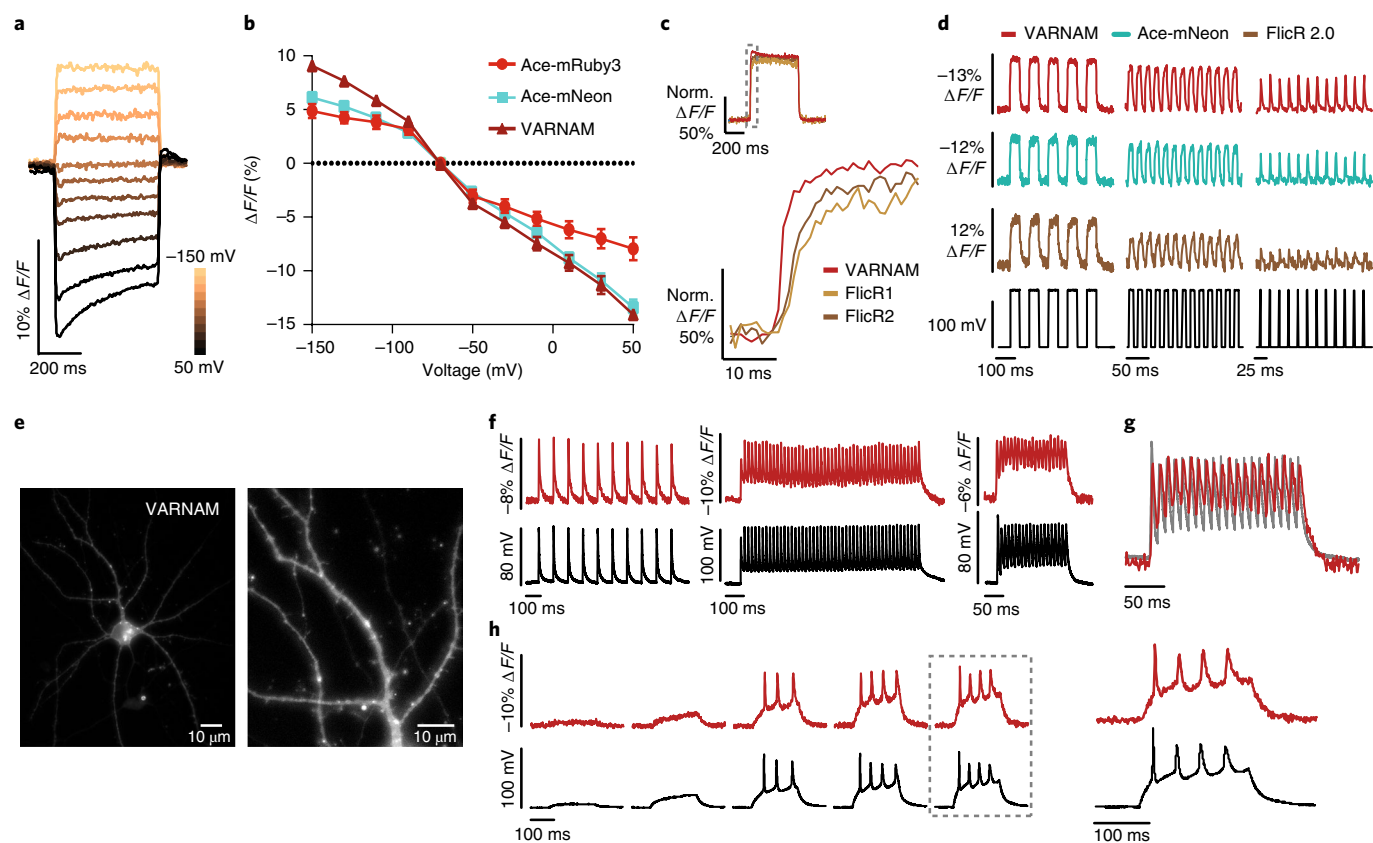 a
10% ΔF/F
200 ms
−150 mV
50 mV
b
10
5
0
−5
−10
−15
ΔF/F (%)
−150
−100
−50
0
50
Voltage (mV)
Ace-mRuby3
Ace-mNeon
VARNAM
c
Norm.
ΔF/F
50%
200 ms
Norm.
ΔF/F
50%
10 ms
VARNAM
FlicR1
FlicR2
d
VARNAM
Ace-mNeon
FlicR 2.0
−13%
ΔF/F
−12%
ΔF/F
12%
ΔF/F
100 mV
100 ms
50 ms
25 ms
e
VARNAM
10 μm
10 μm
f
−8% ΔF/F
80 mV
100 ms
−10% ΔF/F
100 mV
100 ms
−6% ΔF/F
80 mV
50 ms
g
50 ms
h
−10% ΔF/F
100 mV
100 ms
100 ms